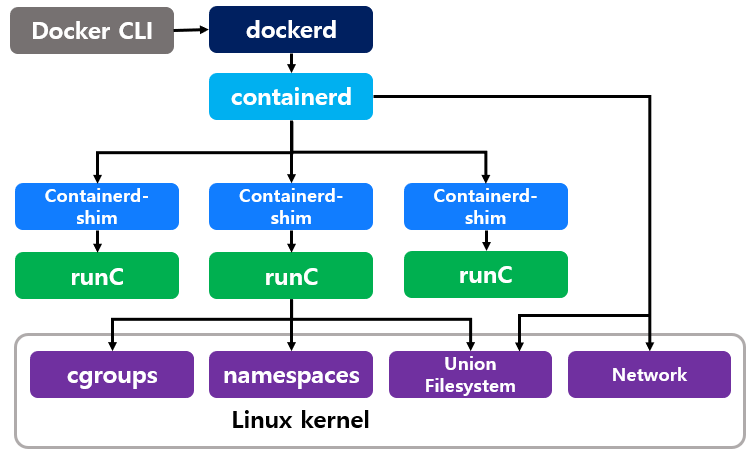 Docker CLI
dockerd
containerd
Containerd-
shim
Containerd-
shim
Containerd-
shim
runC
runC
runC
cgroups
namespaces
Union
Filesystem
Network
Linux kernel